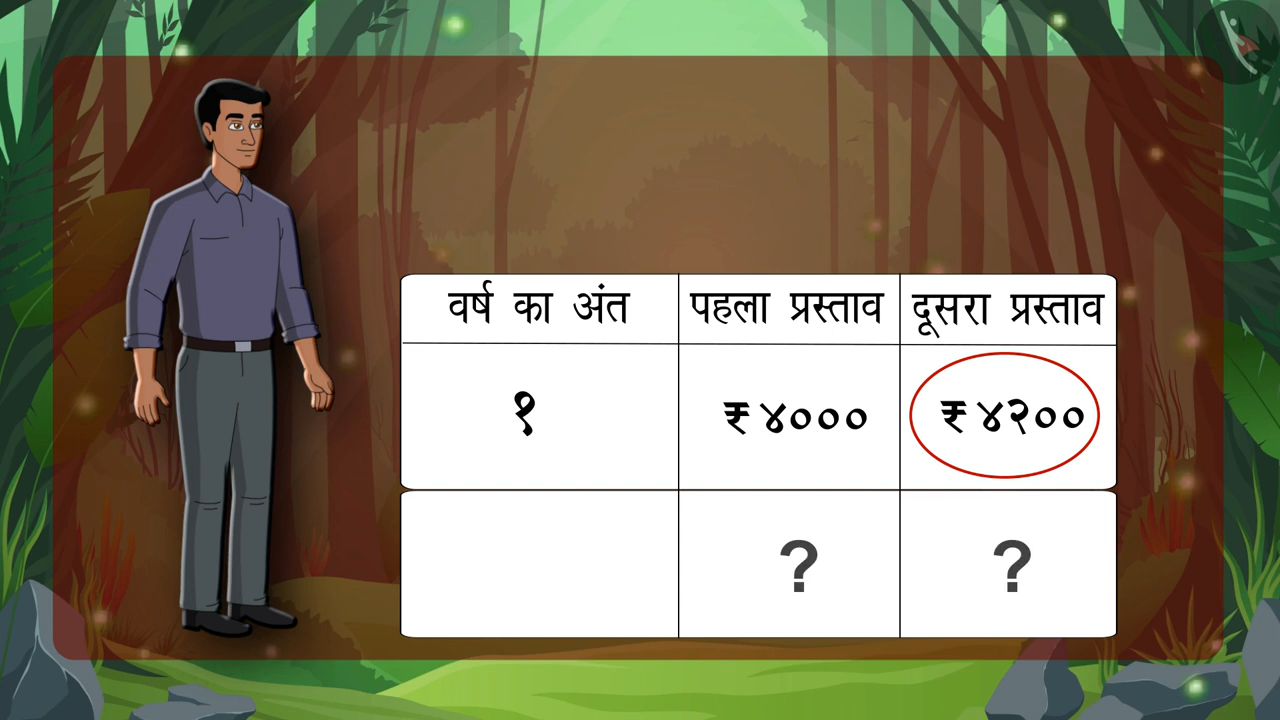 वर्ष का अंत पहला प्रस्ताव दूसरा प्रस्ताव
१ ₹ ४००० ₹ ४२००
? ?